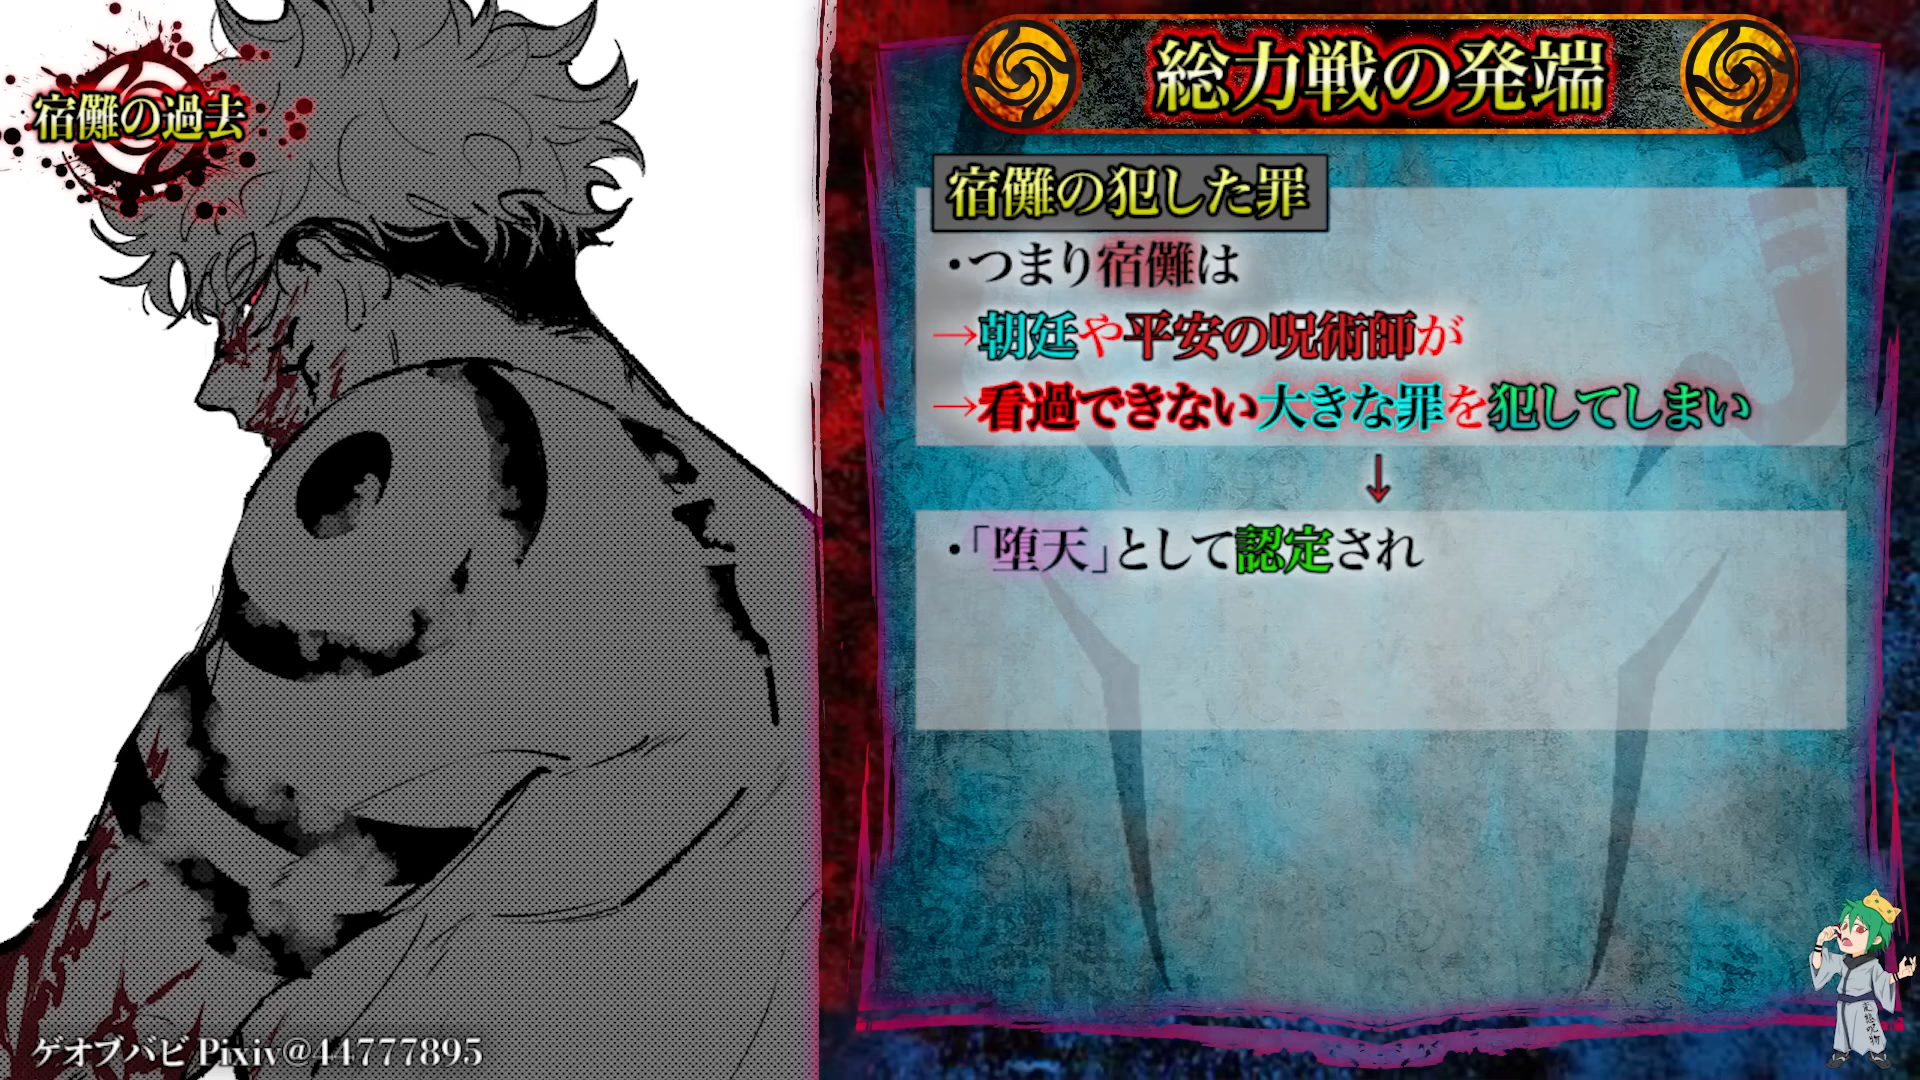 宿儺の過去
総力戦の発端
宿儺の犯した罪
・つまり宿儺は
→朝廷や平安の呪術師が
→看過できない大きな罪を犯してしまい
↓
・「堕天」として認定され
ゲオブバビ Pixiv@44777895